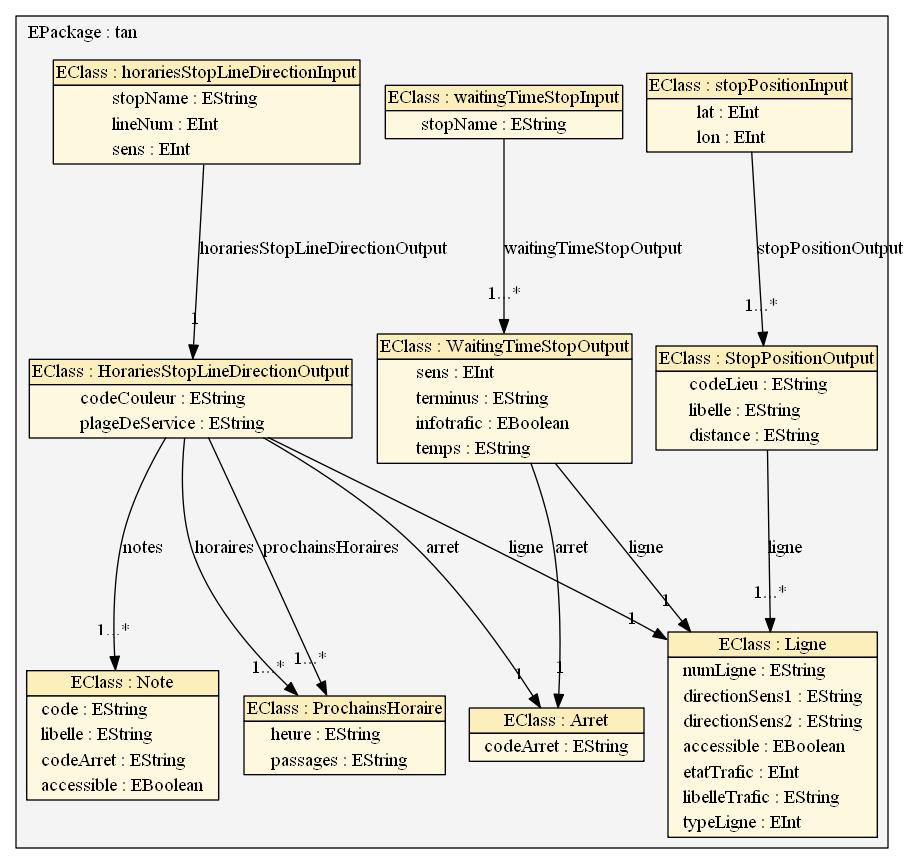 EPackage : tan
EClass : horariesStopLineDirectionInput
stopName : EString
lineNum : EInt
sens : EInt
EClass : waitingTimeStopInput
stopName : EString
EClass : stopPositionInput
lat : EInt
lon : EInt
horariesStopLineDirectionOutput
1
waitingTimeStopOutput
1...*
stopPositionOutput
1...*
EClass : HorariesStopLineDirectionOutput
codeCouleur : EString
plageDeService : EString
EClass : WaitingTimeStopOutput
sens : EInt
terminus : EString
infotrafic : EBoolean
temps : EString
EClass : StopPositionOutput
codeLieu : EString
libelle : EString
distance : EString
notes
1...*
horaires
1...*
prochainsHoraires
1...*
arret
1
ligne
1
arret
1
ligne
1
ligne
1...*
EClass : Note
code : EString
libelle : EString
codeArret : EString
accessible : EBoolean
EClass : ProchainsHoraire
heure : EString
passages : EString
EClass : Arret
codeArret : EString
EClass : Ligne
numLigne : EString
directionSens1 : EString
directionSens2 : EString
accessible : EBoolean
etatTrafic : EInt
libelleTrafic : EString
typeLigne : EInt